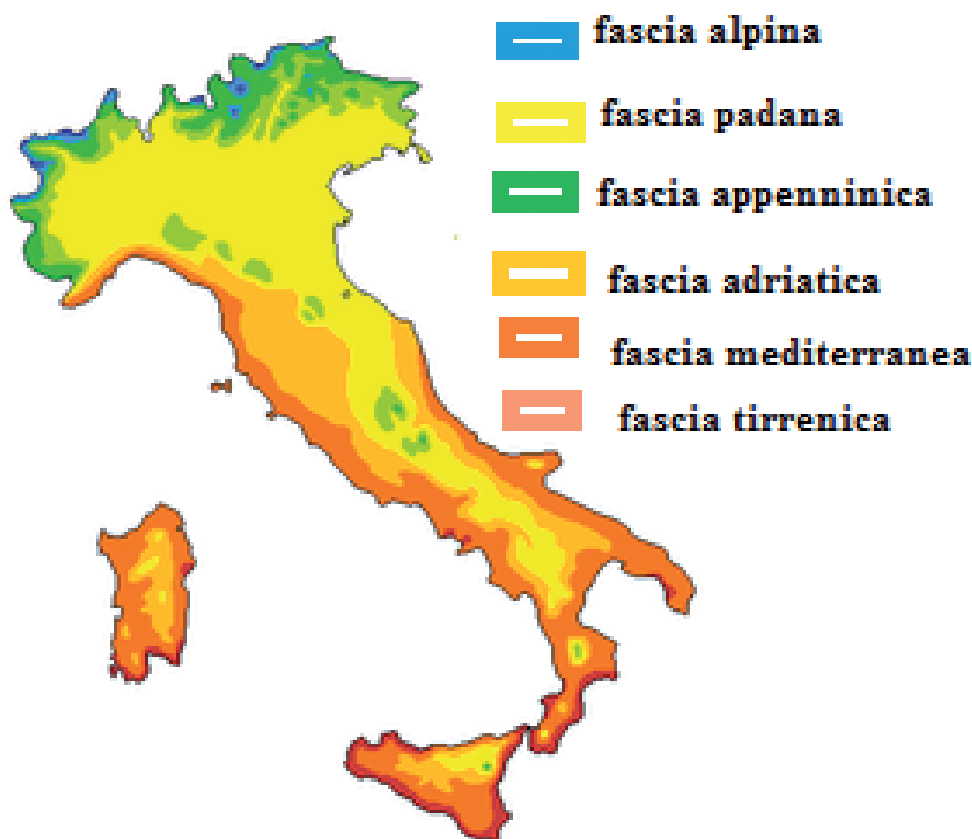 fascia alpina
fascia padana
fascia appenninica
fascia adriatica
fascia mediterranea
fascia tirrenica